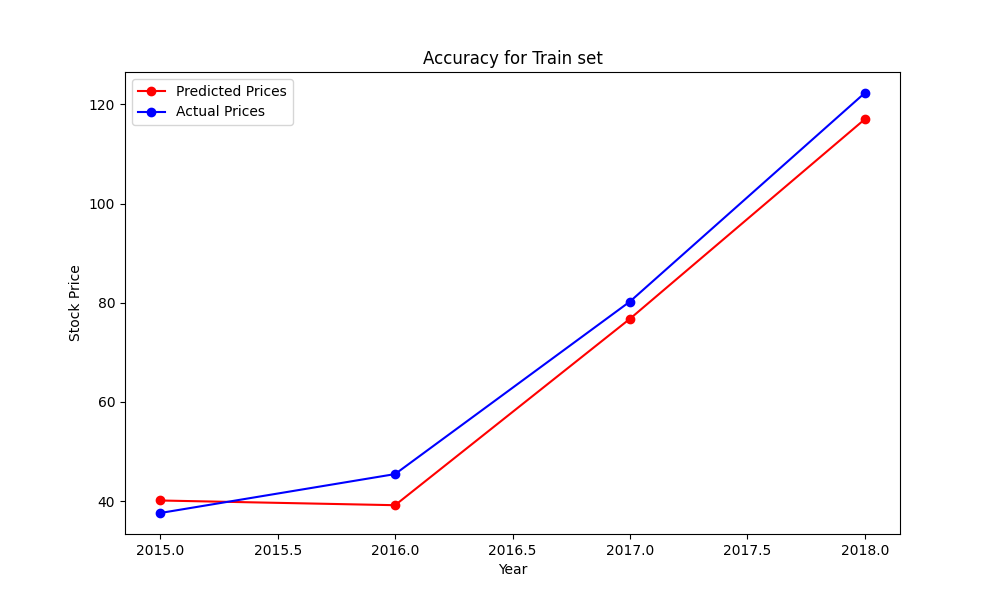 Accuracy for Train set
Predicted Prices
Actual Prices
120
100
80
60
40
Stock Price
2015.0 2015.5 2016.0 2016.5 2017.0 2017.5 2018.0
Year